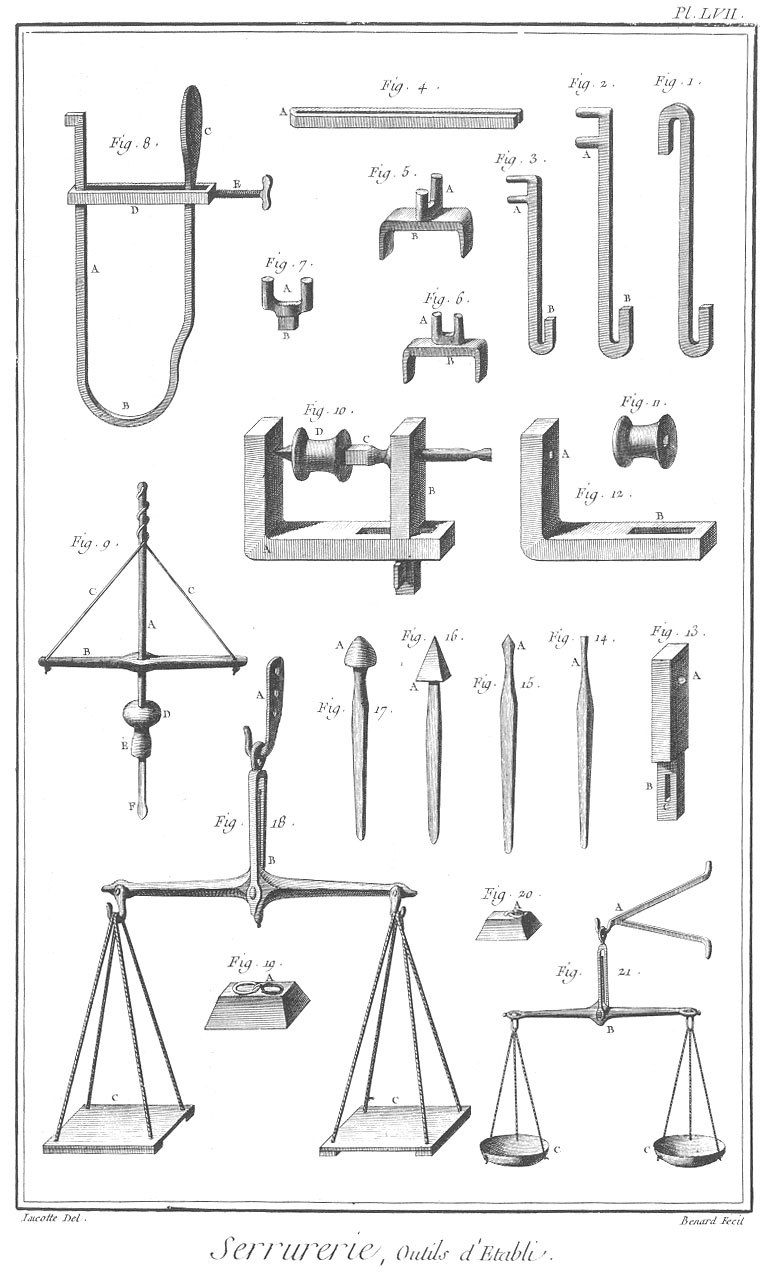 Pl. LVII.
Fig. 4.
A
Fig. 2.
A
B
Fig. 1.
Fig. 8.
C
E
D
A
B
Fig. 5.
A
B
Fig. 3.
A
B
Fig. 7.
A
B
Fig. 6.
A
B
Fig. 10.
D
C
B
A
Fig. 11.
Fig. 12.
A
B
Fig. 9.
C
C
A
B
D
E
F
Fig. 17.
A
Fig. 16.
A
Fig. 15.
A
Fig. 14.
A
Fig. 13.
A
B
C
Fig. 18.
A
B
C
C
Fig. 19.
A
Fig. 20.
A
Fig. 21.
A
B
C
C
Lucotte Del.
Benard Fecit
Serrurerie, Outils d'Etabli.